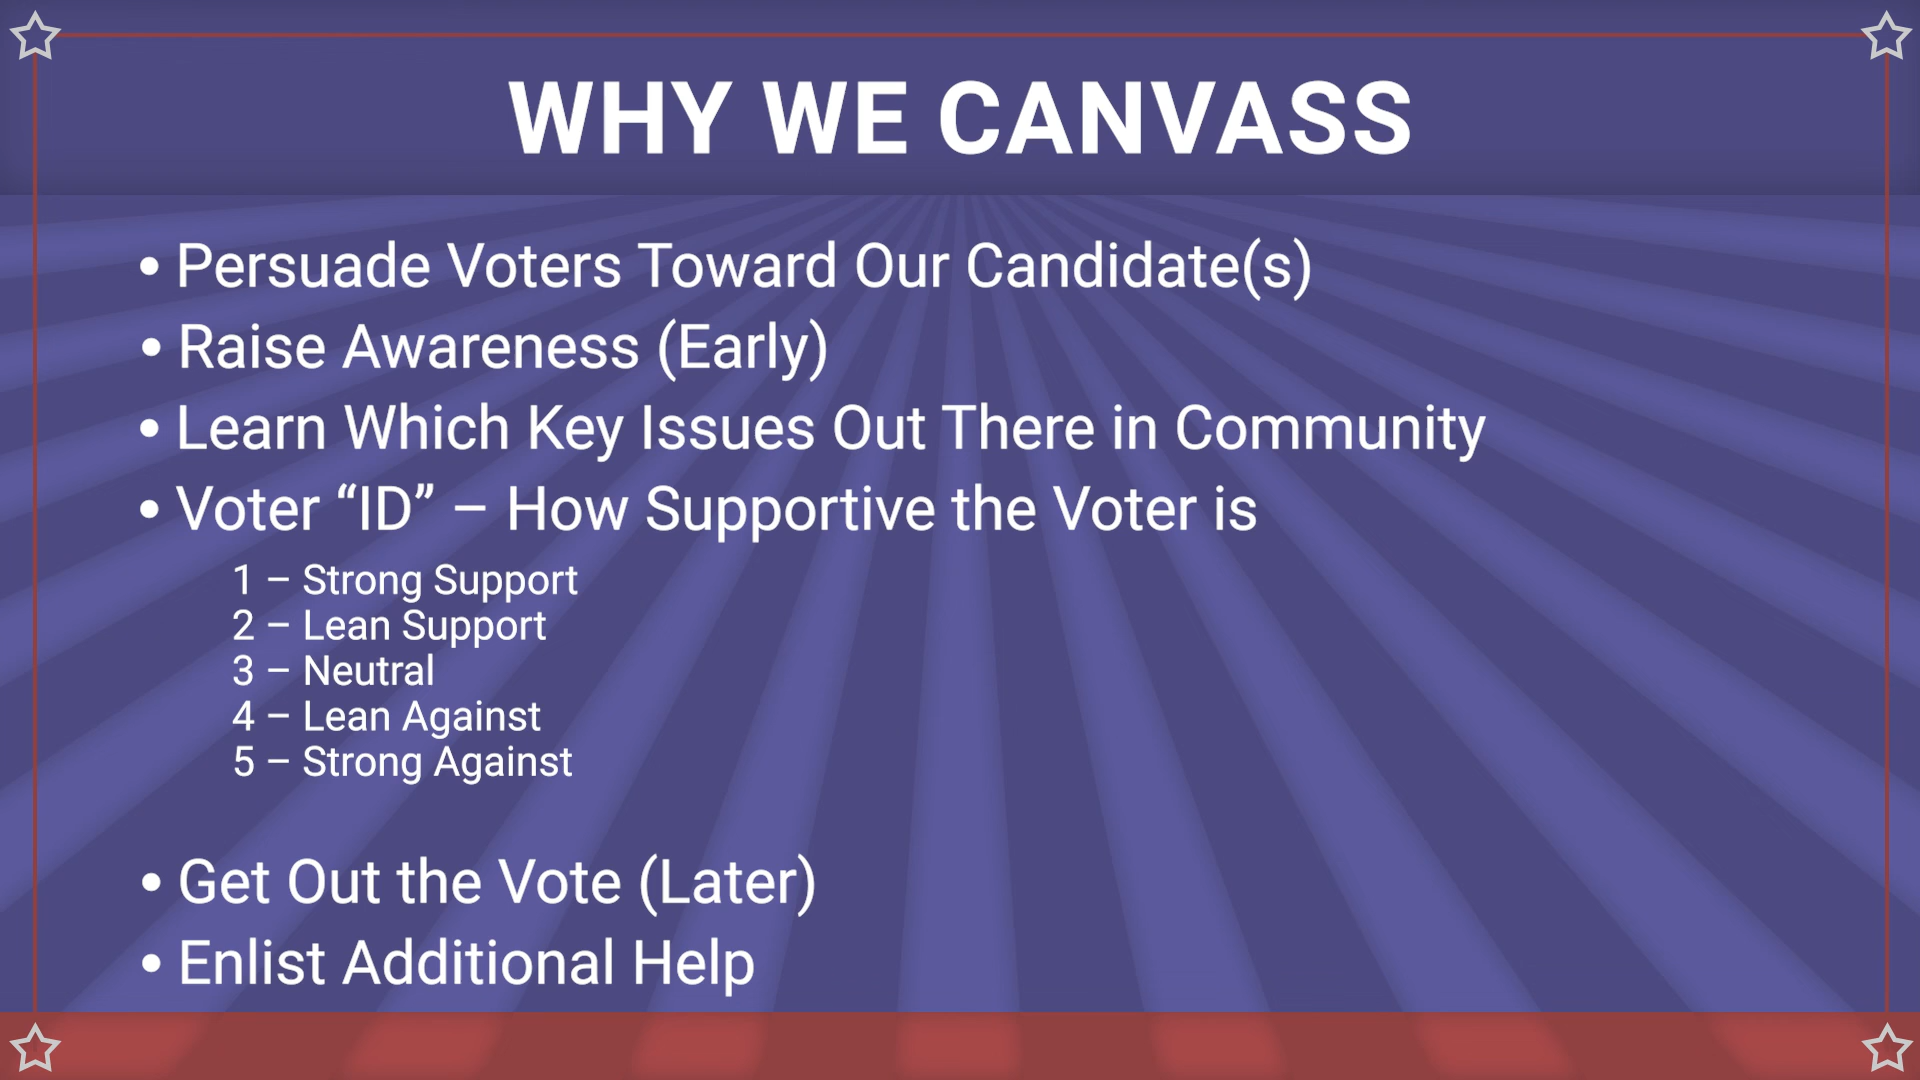 WHY WE CANVASS
• Persuade Voters Toward Our Candidate(s)
• Raise Awareness (Early)
• Learn Which Key Issues Out There in Community
• Voter “ID” – How Supportive the Voter is
1 – Strong Support
2 – Lean Support
3 – Neutral
4 – Lean Against
5 – Strong Against
• Get Out the Vote (Later)
• Enlist Additional Help